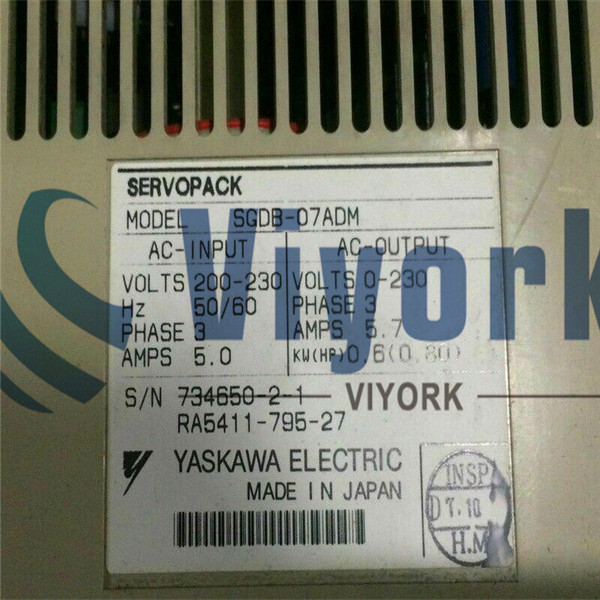 SERVOPACK
MODEL SGDB-07ADM
AC-INPUT AC-OUTPUT
VOLTS 200-230 VOLTS 0-230
Hz 50/60 PHASE 3
PHASE 3 AMPS 5.7
AMPS 5.0 KW(HP) 0.6(0.80)
S/N 734650-2-1
RA5411-795-27
YASKAWA ELECTRIC
MADE IN JAPAN
INSP
D7.10
H.M
Viyork
VIYORK